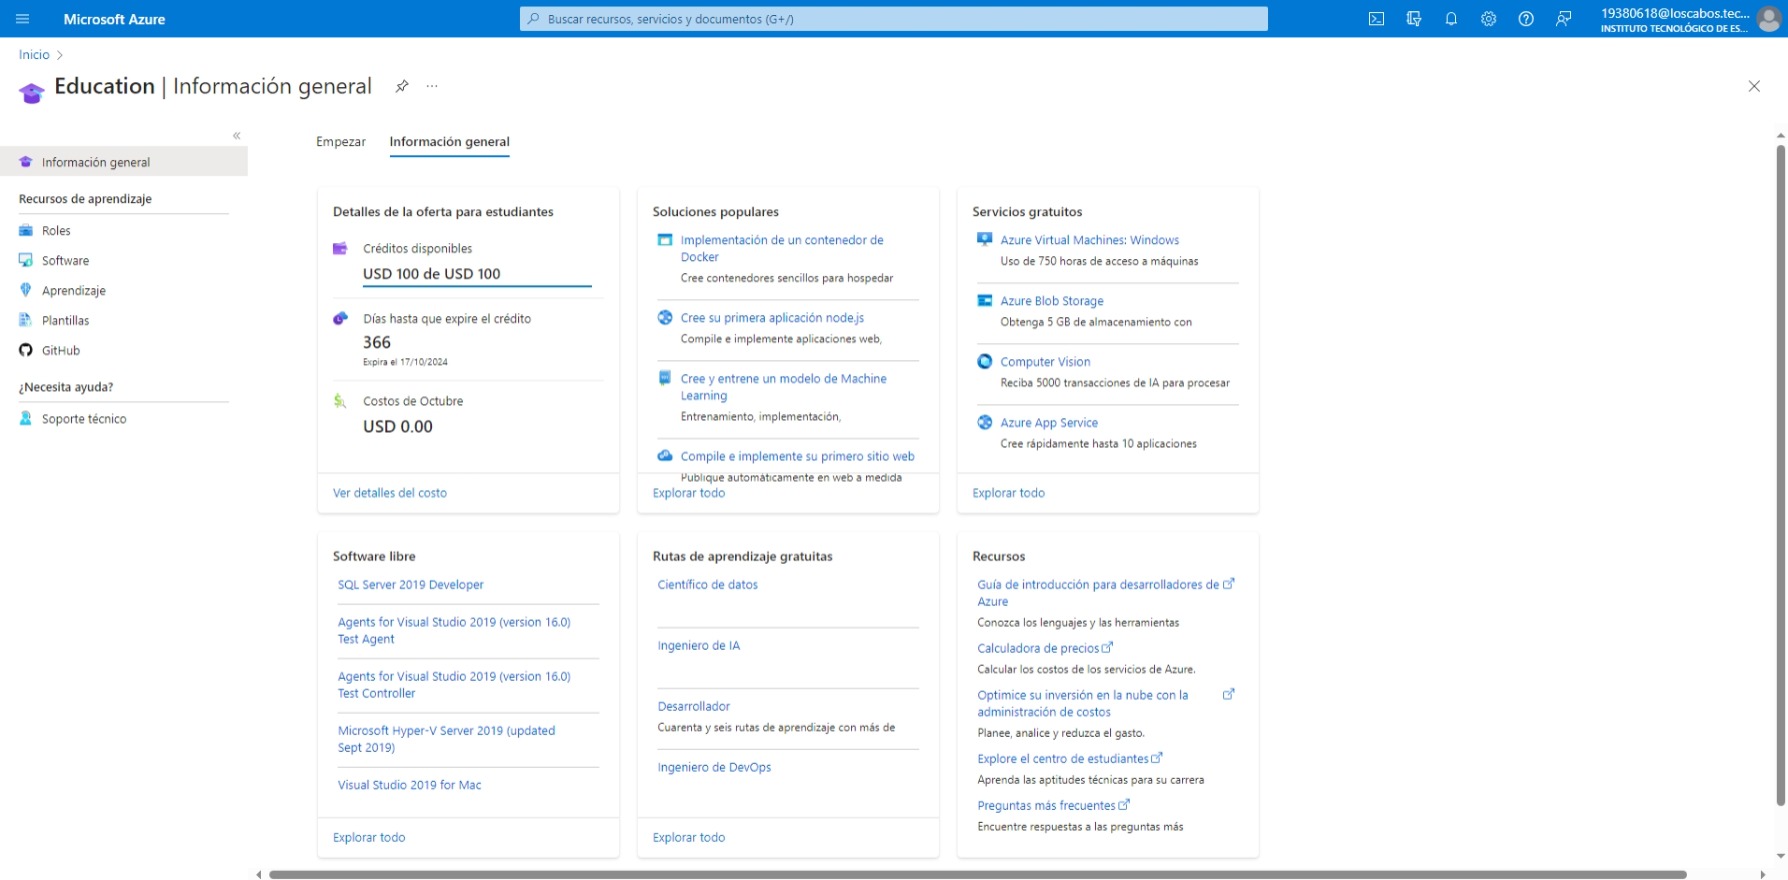 Microsoft Azure
Buscar recursos, servicios y documentos (G+/)
19380618@loscabos.tec...
INSTITUTO TECNOLÓGICO DE ES...
Inicio
Education | Información general
...
Información general
Recursos de aprendizaje
Roles
Software
Aprendizaje
Plantillas
GitHub
¿Necesita ayuda?
Soporte técnico
Empezar
Información general
Detalles de la oferta para estudiantes
Créditos disponibles
USD 100 de USD 100
Días hasta que expire el crédito
366
Expira el 17/10/2024
Costos de Octubre
USD 0.00
Ver detalles del costo
Soluciones populares
Implementación de un contenedor de
Docker
Cree contenedores sencillos para hospedar
Cree su primera aplicación node.js
Compile e implemente aplicaciones web,
Cree y entrene un modelo de Machine
Learning
Entrenamiento, implementación,
Compile e implemente su primero sitio web
Publique automáticamente en web a medida
Explorar todo
Servicios gratuitos
Azure Virtual Machines: Windows
Uso de 750 horas de acceso a máquinas
Azure Blob Storage
Obtenga 5 GB de almacenamiento con
Computer Vision
Reciba 5000 transacciones de IA para procesar
Azure App Service
Cree rápidamente hasta 10 aplicaciones
Explorar todo
Software libre
SQL Server 2019 Developer
Agents for Visual Studio 2019 (version 16.0)
Test Agent
Agents for Visual Studio 2019 (version 16.0)
Test Controller
Microsoft Hyper-V Server 2019 (updated
Sept 2019)
Visual Studio 2019 for Mac
Explorar todo
Rutas de aprendizaje gratuitas
Científico de datos
Ingeniero de IA
Desarrollador
Cuarenta y seis rutas de aprendizaje con más de
Ingeniero de DevOps
Explorar todo
Recursos
Guía de introducción para desarrolladores de
Azure
Conozca los lenguajes y las herramientas
Calculadora de precios
Calcular los costos de los servicios de Azure.
Optimice su inversión en la nube con la
administración de costos
Planee, analice y reduzca el gasto.
Explore el centro de estudiantes
Aprenda las aptitudes técnicas para su carrera
Preguntas más frecuentes
Encuentre respuestas a las preguntas más